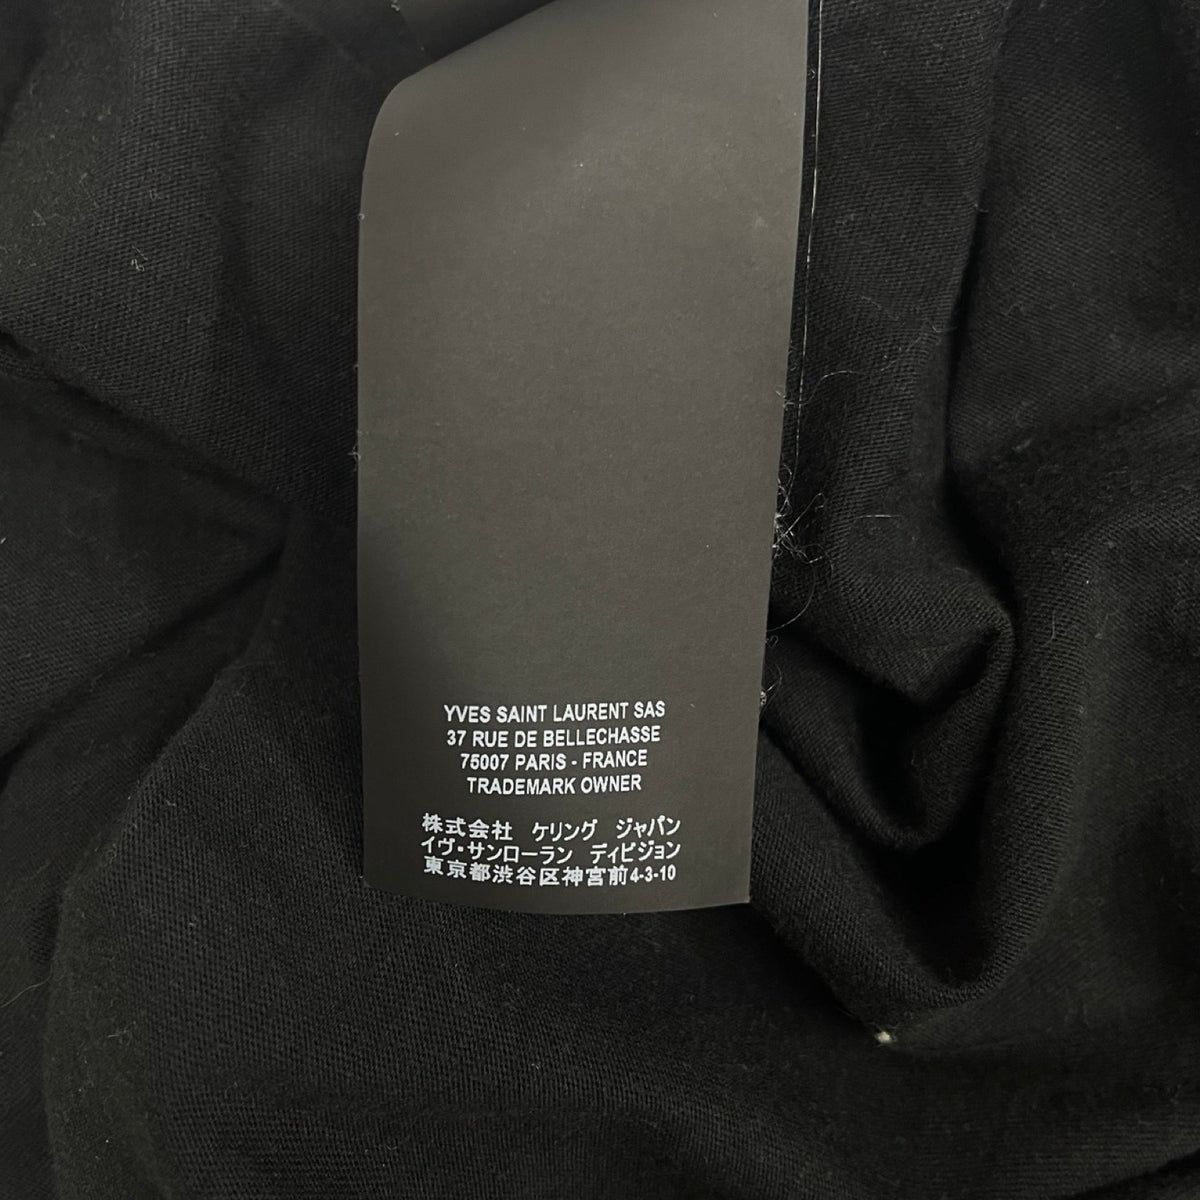 YVES SAINT LAURENT SAS
37 RUE DE BELLECHASSE
75007 PARIS - FRANCE
TRADEMARK OWNER
株式会社 ケリング ジャパン
イヴ・サンローラン ディビジョン
東京都渋谷区神宮前4-3-10